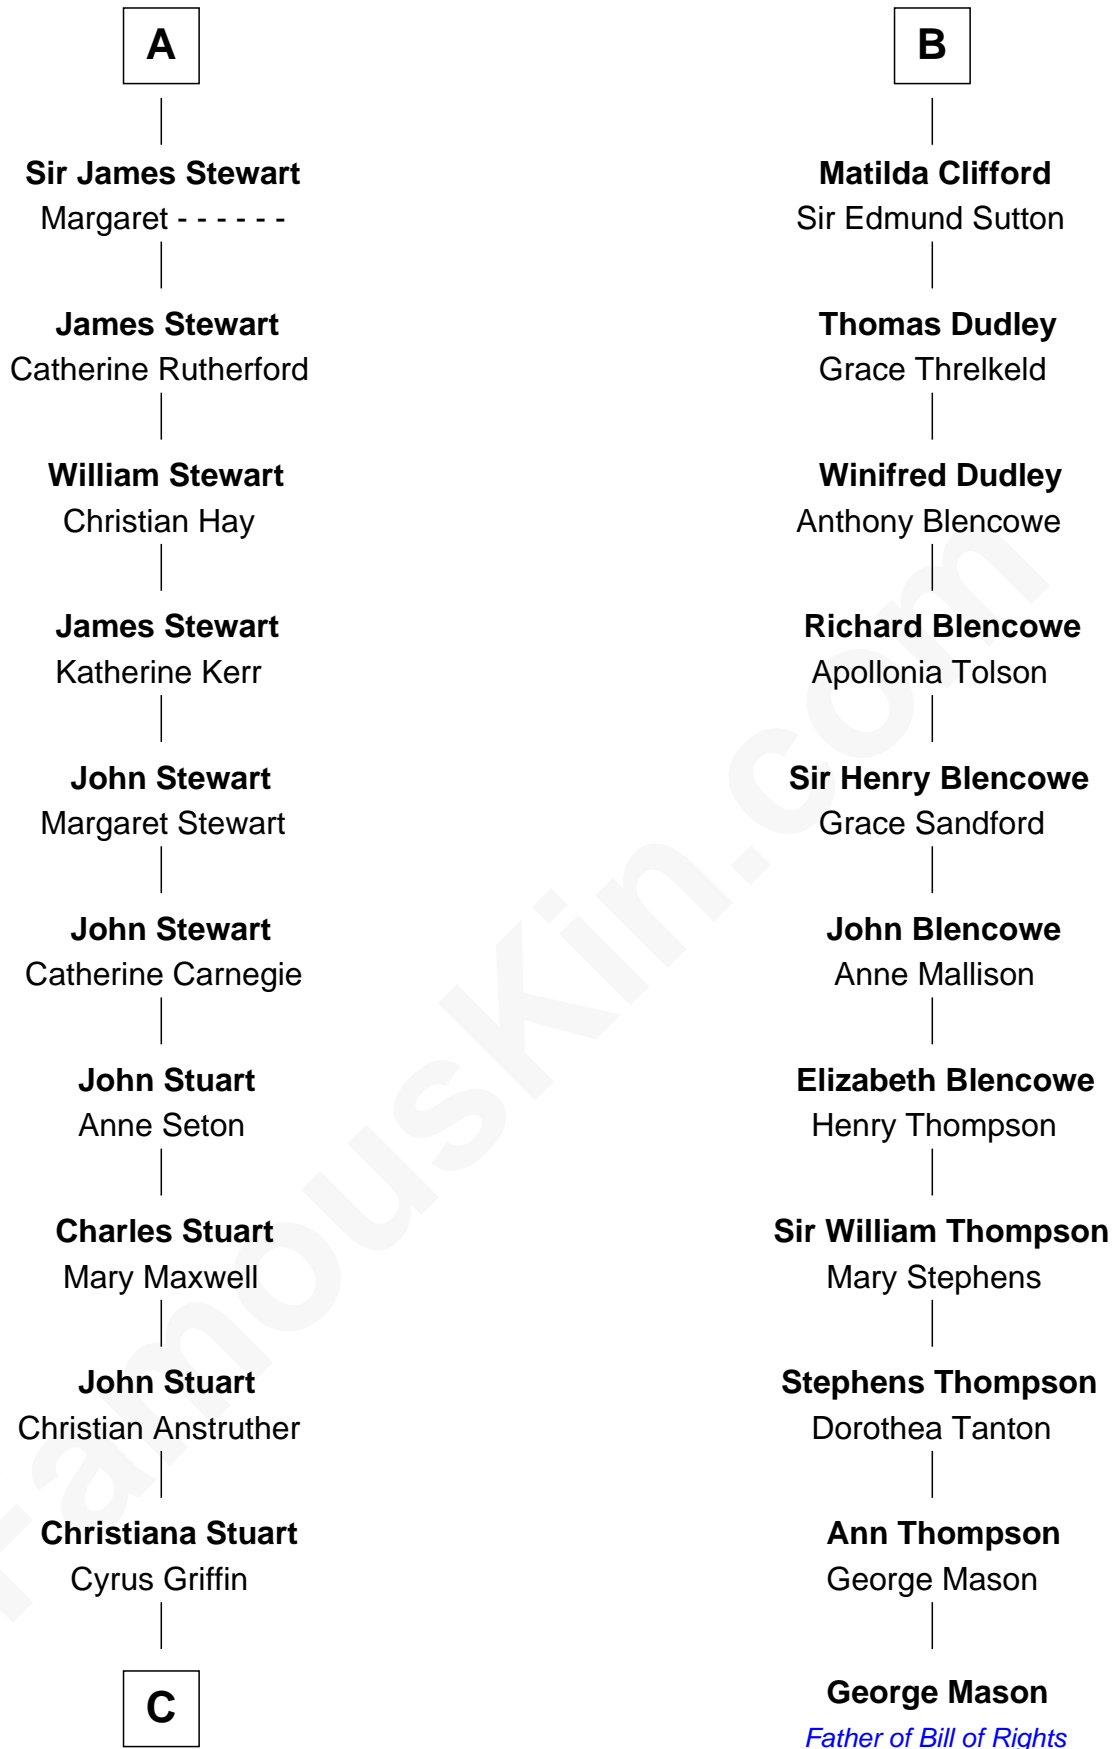 A
Sir James Stewart
Margaret - - - - - -
James Stewart
Catherine Rutherford
William Stewart
Christian Hay
James Stewart
Katherine Kerr
John Stewart
Margaret Stewart
John Stewart
Catherine Carnegie
John Stuart
Anne Seton
Charles Stuart
Mary Maxwell
John Stuart
Christian Anstruther
Christiana Stuart
Cyrus Griffin
C
B
Matilda Clifford
Sir Edmund Sutton
Thomas Dudley
Grace Threlkeld
Winifred Dudley
Anthony Blencowe
Richard Blencowe
Apollonia Tolson
Sir Henry Blencowe
Grace Sandford
John Blencowe
Anne Mallison
Elizabeth Blencowe
Henry Thompson
Sir William Thompson
Mary Stephens
Stephens Thompson
Dorothea Tanton
Ann Thompson
George Mason
George Mason
Father of Bill of Rights
FamousKin.com